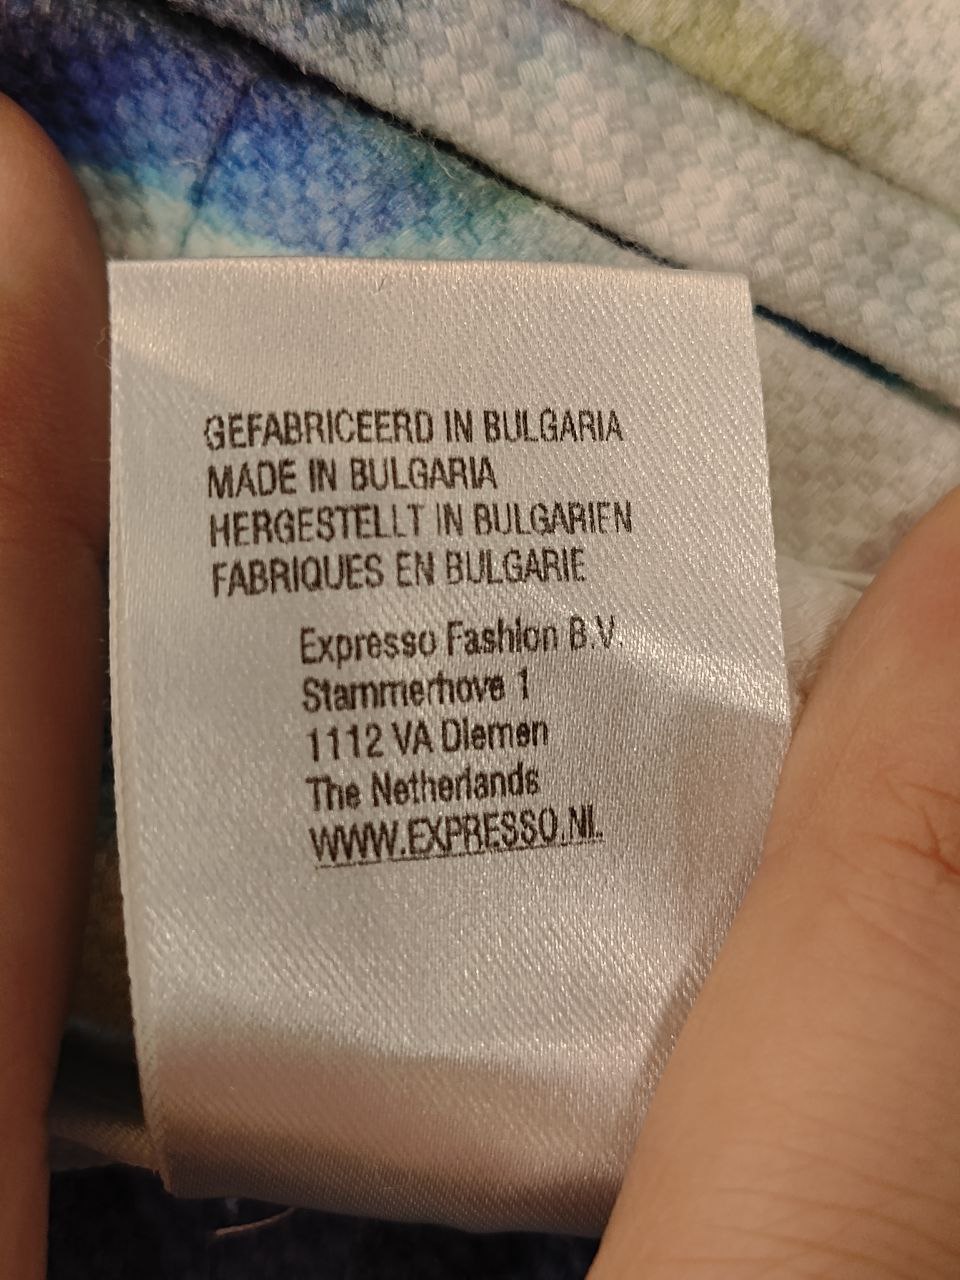 GEFABRICEERD IN BULGARIA
MADE IN BULGARIA
HERGESTELLT IN BULGARIEN
FABRIQUES EN BULGARIE
Expresso Fashion B.V.
Stammerhove 1
1112 VA Diemen
The Netherlands
WWW.EXPRESSO.NL